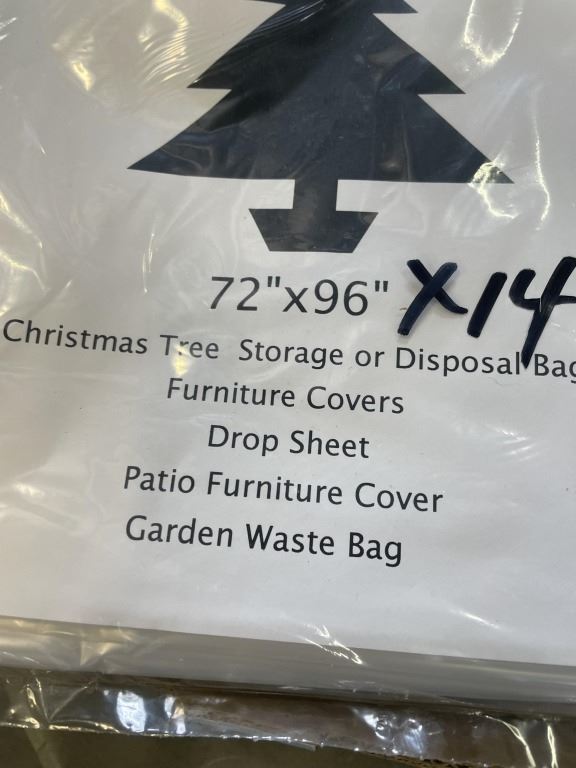 72"x96" x14
Christmas Tree Storage or Disposal Bag
Furniture Covers
Drop Sheet
Patio Furniture Cover
Garden Waste Bag